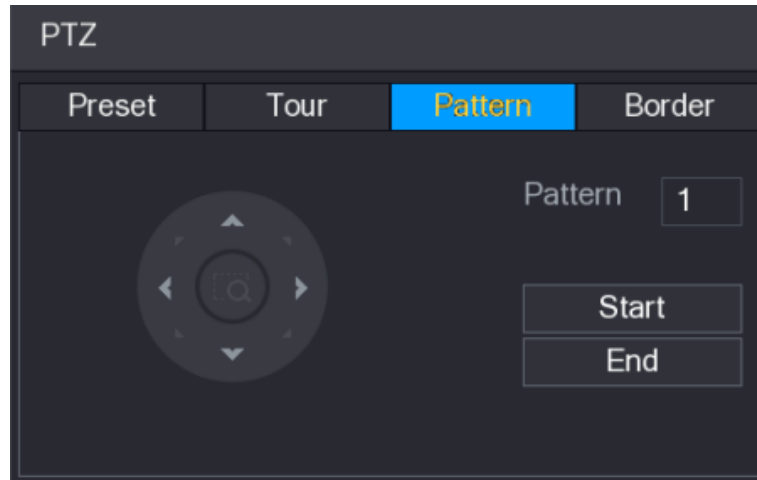 PTZ
Preset Tour Pattern Border
Pattern 1
Start
End